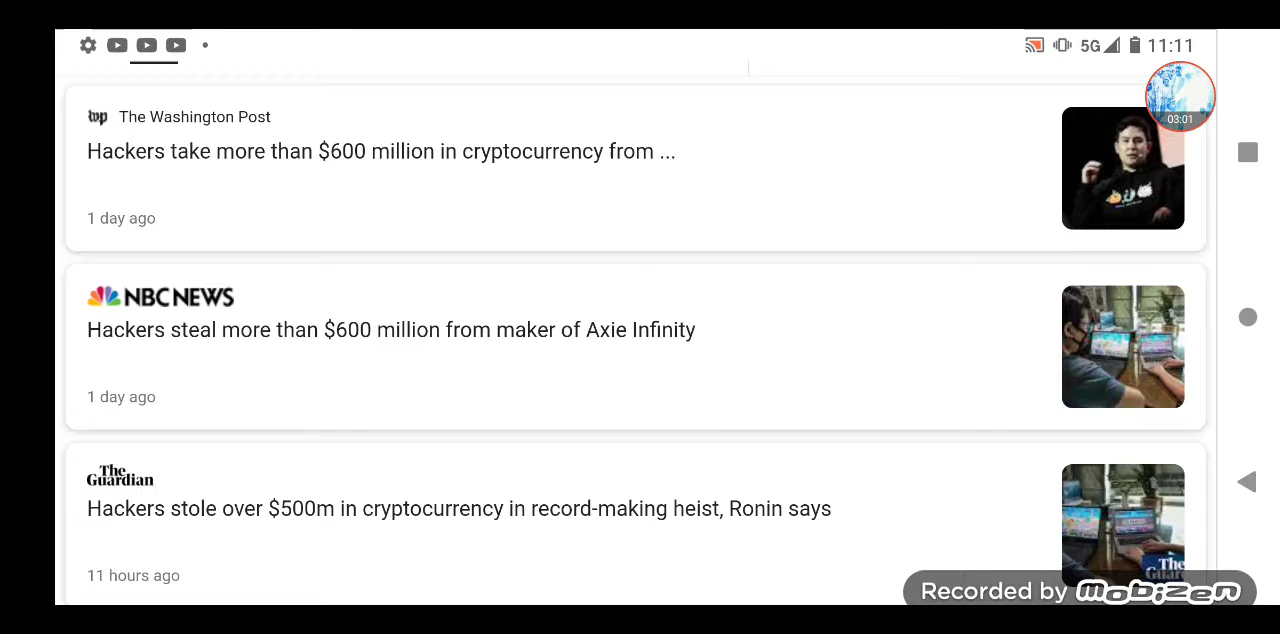 5G 11:11
03:01
wp The Washington Post
Hackers take more than $600 million in cryptocurrency from ...
1 day ago
NBC NEWS
Hackers steal more than $600 million from maker of Axie Infinity
1 day ago
The
Guardian
Hackers stole over $500m in cryptocurrency in record-making heist, Ronin says
The
11 hours ago
Recorded by mobizen